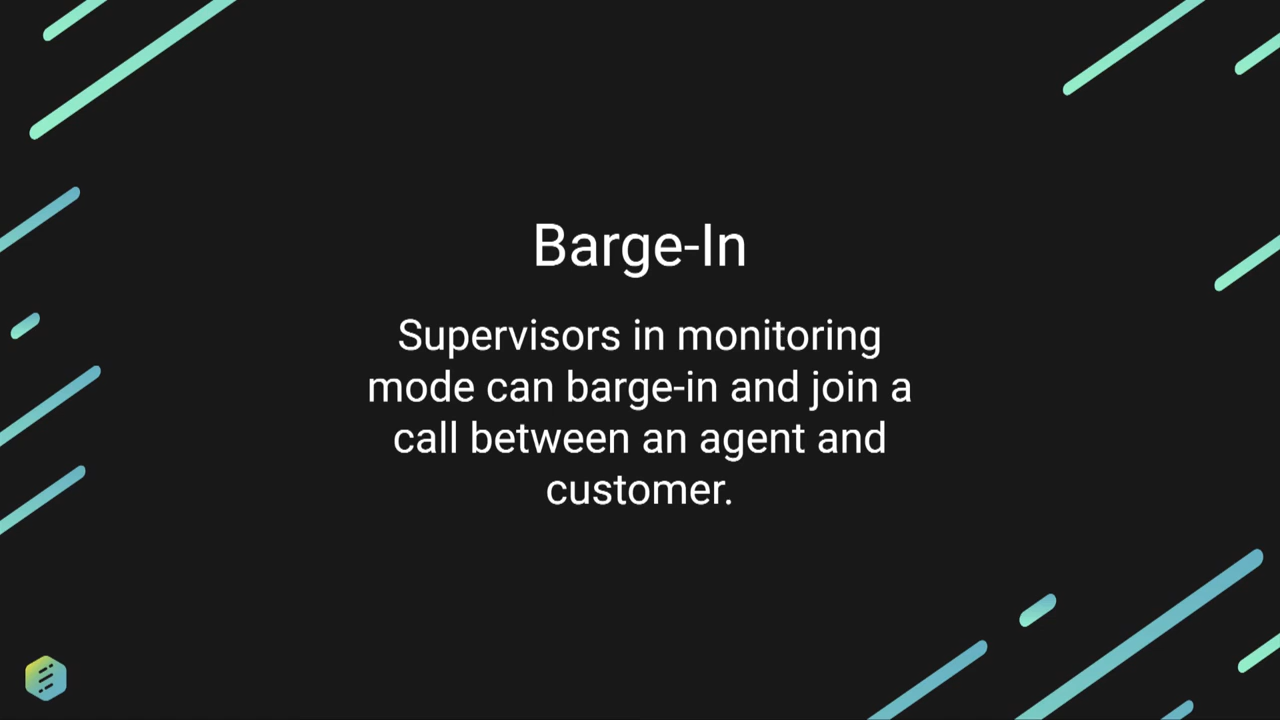 Barge-In
Supervisors in monitoring
mode can barge-in and join a
call between an agent and
customer.